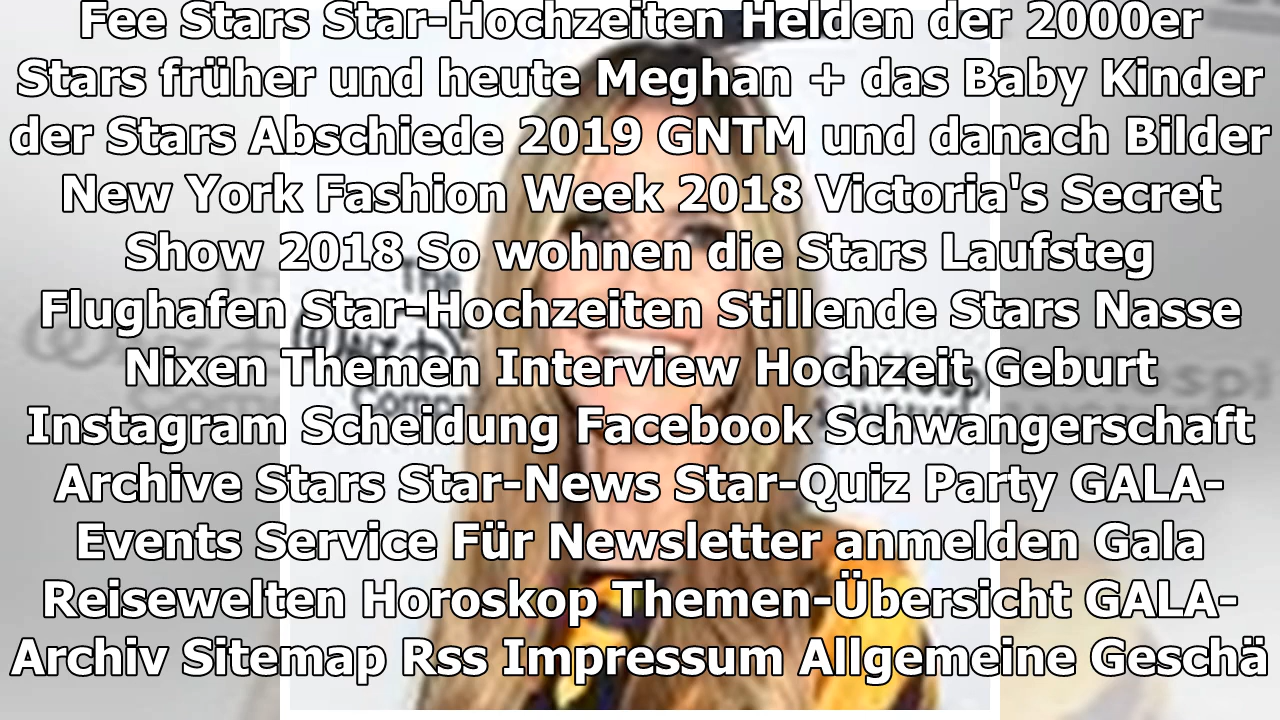 Fee Stars Star-Hochzeiten Helden der 2000er
Stars früher und heute Meghan + das Baby Kinder
der Stars Abschiede 2019 GNTM und danach Bilder
New York Fashion Week 2018 Victoria's Secret
Show 2018 So wohnen die Stars Laufsteg
Flughafen Star-Hochzeiten Stillende Stars Nasse
Nixen Themen Interview Hochzeit Geburt
Instagram Scheidung Facebook Schwangerschaft
Archive Stars Star-News Star-Quiz Party GALA-
Events Service Für Newsletter anmelden Gala
Reisewelten Horoskop Themen-Übersicht GALA-
Archiv Sitemap Rss Impressum Allgemeine Geschä
The